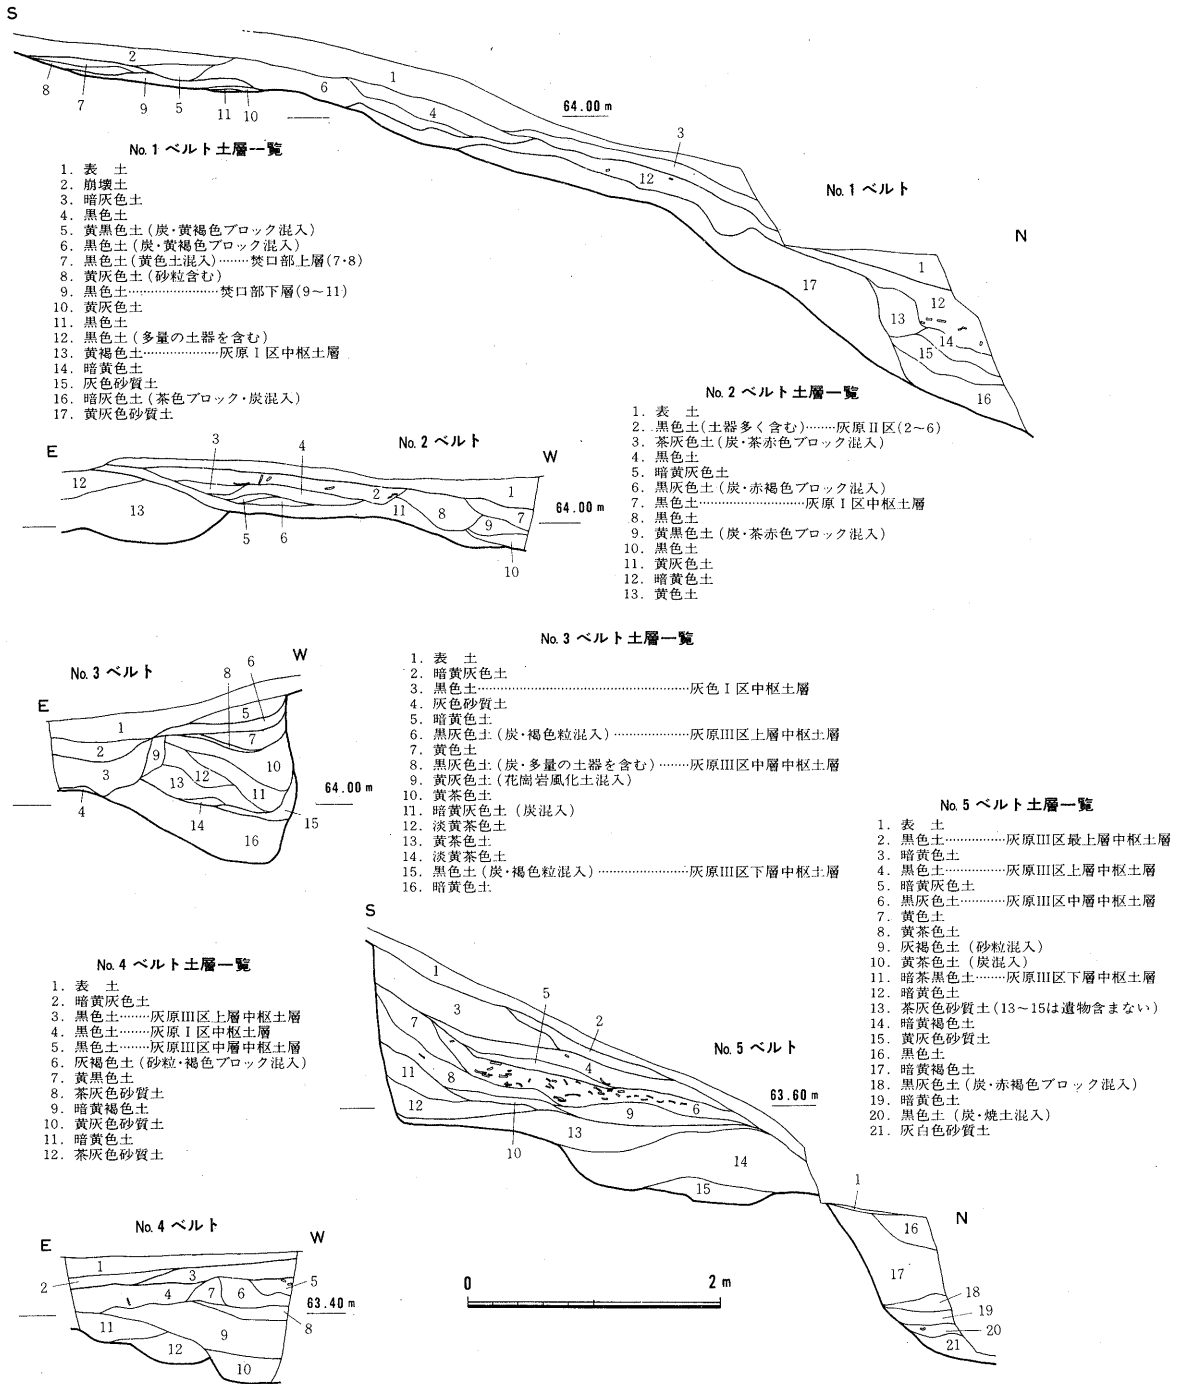 S
2
1
8
7
9
5
11
10
6
4
64.00 m
3
12
No. 1 ベルト
N
1
12
17
13
14
15
16
No. 1 ベルト土層一覧
1. 表　土
2. 崩壊土
3. 暗灰色土
4. 黒色土
5. 黄黒色土(炭・黄褐色ブロック混入)
6. 黒色土(炭・黄褐色ブロック混入)
7. 黒色土(黄色土混入)……焚口部上層(7・8)
8. 黄灰色土(砂粒含む)
9. 黒色土………………焚口部下層(9~11)
10. 黄灰色土
11. 黒色土
12. 黒色土(多量の土器を含む)
13. 黄褐色土………………灰原Ⅰ区中枢土層
14. 暗黄色土
15. 灰色砂質土
16. 暗灰色土(茶色ブロック・炭混入)
17. 黄灰色砂質土
No. 2 ベルト土層一覧
1. 表　土
2. 黒色土(土器多く含む)……灰原Ⅱ区(2~6)
3. 茶灰色土(炭・茶赤色ブロック混入)
4. 黒色土
5. 暗黄灰色土
6. 黒灰色土(炭・赤褐色ブロック混入)
7. 黒色土………………灰原Ⅰ区中枢土層
8. 黒色土
9. 黄黒色土(炭・茶赤色ブロック混入)
10. 黒色土
11. 黄灰色土
12. 暗黄色土
13. 黄色土
No. 2 ベルト
E
W
3
4
12
13
2
1
11
8
7
9
5
6
10
64.00 m
No. 3 ベルト
E
W
6
8
5
1
7
2
9
10
3
13
12
11
4
14
16
15
64.00 m
No. 3 ベルト土層一覧
1. 表　土
2. 暗黄灰色土
3. 黒色土………………灰色Ⅰ区中枢土層
4. 灰色砂質土
5. 暗黄色土
6. 黒灰色土(炭・褐色粒混入)………灰原Ⅲ区上層中枢土層
7. 黄色土
8. 黒灰色土(炭・多量の土器を含む)……灰原Ⅲ区中層中枢土層
9. 黄灰色土(花崗岩風化土混入)
10. 黄茶色土
11. 暗黄灰色土(炭混入)
12. 淡黄茶色土
13. 黄茶色土
14. 淡黄茶色土
15. 黒色土(炭・褐色粒混入)………………灰原Ⅲ区下層中枢土層
16. 暗黄色土
No. 5 ベルト土層一覧
1. 表　土
2. 黒色土…………灰原Ⅲ区最上層中枢土層
3. 暗黄色土
4. 黒色土…………灰原Ⅲ区上層中枢土層
5. 暗黄灰色土
6. 黒灰色土………灰原Ⅲ区中層中枢土層
7. 黄色土
8. 黄茶色土
9. 灰褐色土(砂粒混入)
10. 黄茶色土(炭混入)
11. 暗茶黒色土……灰原Ⅲ区下層中枢土層
12. 暗黄色土
13. 茶灰色砂質土(13~15は遺物含まない)
14. 暗黄褐色土
15. 黄灰色砂質土
16. 黒色土
17. 暗黄褐色土
18. 黒灰色土(炭・赤褐色ブロック混入)
19. 暗黄色土
20. 黒色土(炭・焼土混入)
21. 灰白色砂質土
No. 4 ベルト土層一覧
1. 表　土
2. 暗黄灰色土
3. 黒色土……灰原Ⅲ区上層中枢土層
4. 黒色土……灰原Ⅰ区中枢土層
5. 黒色土……灰原Ⅲ区中層中枢土層
6. 灰褐色土(砂粒・褐色ブロック混入)
7. 黄黒色土
8. 茶灰色砂質土
9. 暗黄褐色土
10. 黄灰色砂質土
11. 暗黄色土
12. 茶灰色砂質土
S
1
5
3
2
7
4
No. 5 ベルト
11
8
6
63.60 m
12
9
10
13
14
15
1
N
16
17
18
19
20
21
No. 4 ベルト
E
W
1
3
2
4
7
6
5
63.40 m
11
9
8
12
10
0
2 m